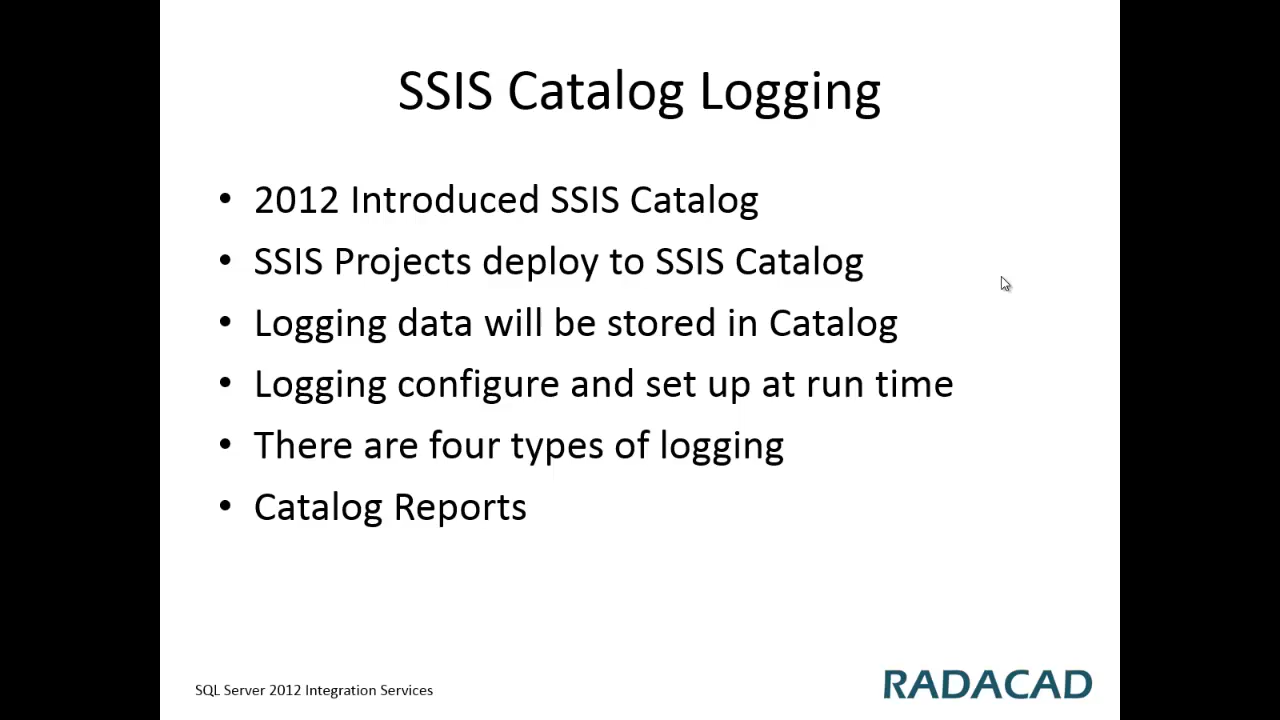 SSIS Catalog Logging
• 2012 Introduced SSIS Catalog
• SSIS Projects deploy to SSIS Catalog
• Logging data will be stored in Catalog
• Logging configure and set up at run time
• There are four types of logging
• Catalog Reports
SQL Server 2012 Integration Services
RADACAD